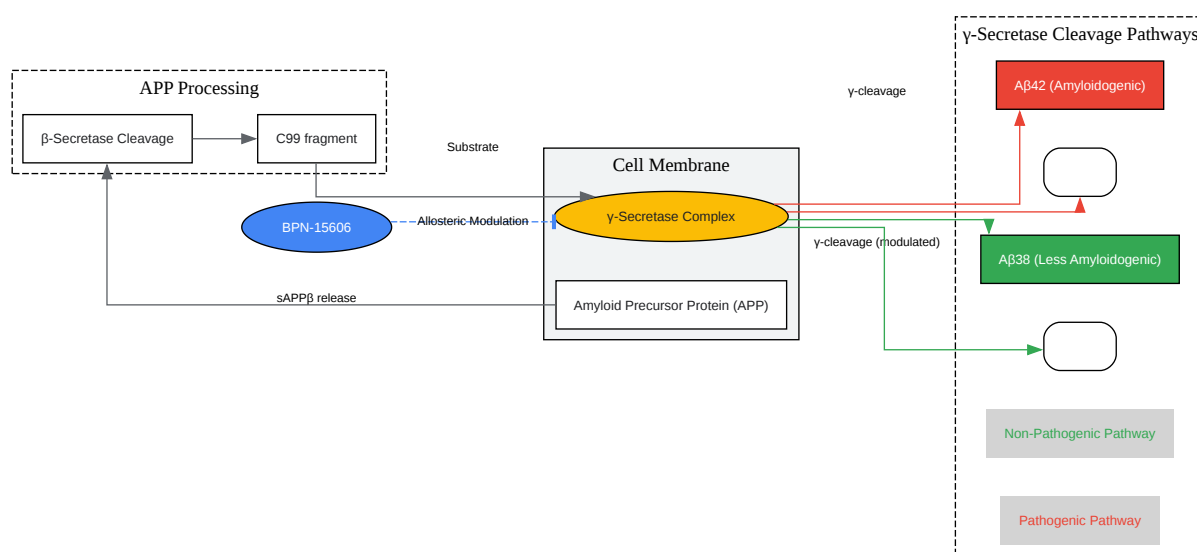 γ-Secretase Cleavage Pathways
Aβ42 (Amyloidogenic)
γ-cleavage
APP Processing
β-Secretase Cleavage
C99 fragment
Substrate
Cell Membrane
γ-Secretase Complex
BPN-15606
Allosteric Modulation
γ-cleavage (modulated)
Aβ38 (Less Amyloidogenic)
sAPPβ release
Amyloid Precursor Protein (APP)
Non-Pathogenic Pathway
Pathogenic Pathway